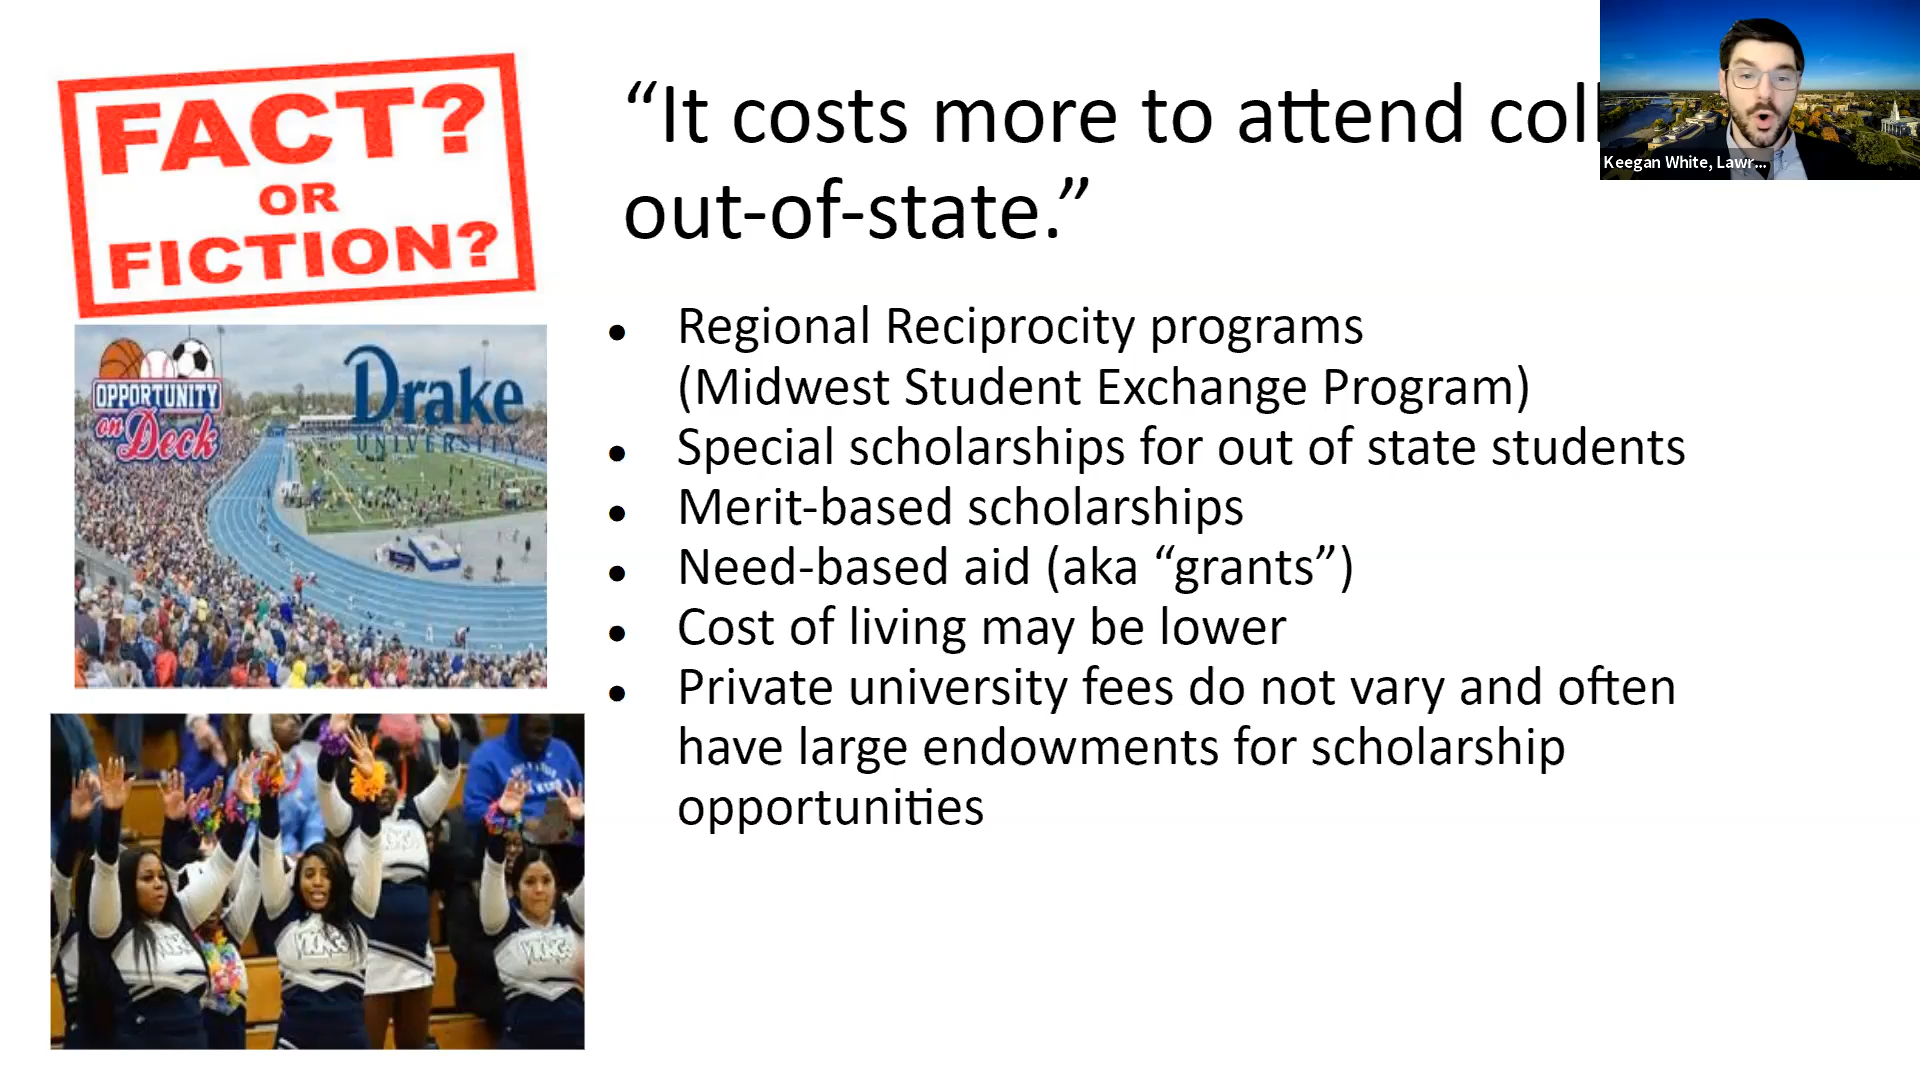 FACT?
OR
FICTION?
“It costs more to attend coll
out-of-state.”
Keegan White, Lawr...
OPPORTUNITY
on
Deck
Drake
UNIVERSITY
● Regional Reciprocity programs
(Midwest Student Exchange Program)
● Special scholarships for out of state students
● Merit-based scholarships
● Need-based aid (aka “grants”)
● Cost of living may be lower
● Private university fees do not vary and often
have large endowments for scholarship
opportunities